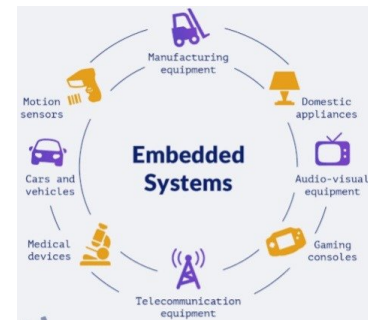 Manufacturing
equipment
Motion
sensors
Domestic
appliances
Embedded
Systems
Cars and
vehicles
Audio-visual
equipment
Medical
devices
Gaming
consoles
Telecommunication
equipment